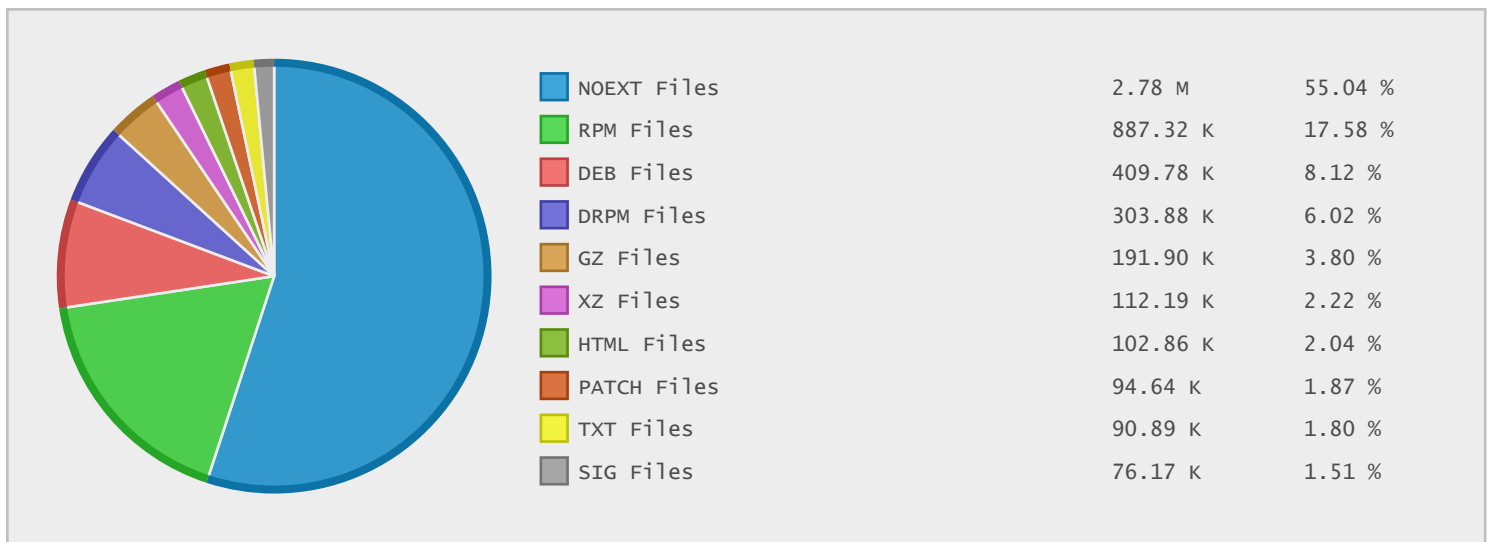 NOEXT Files 2.78 M 55.04 %
RPM Files 887.32 K 17.58 %
DEB Files 409.78 K 8.12 %
DRPM Files 303.88 K 6.02 %
GZ Files 191.90 K 3.80 %
XZ Files 112.19 K 2.22 %
HTML Files 102.86 K 2.04 %
PATCH Files 94.64 K 1.87 %
TXT Files 90.89 K 1.80 %
SIG Files 76.17 K 1.51 %